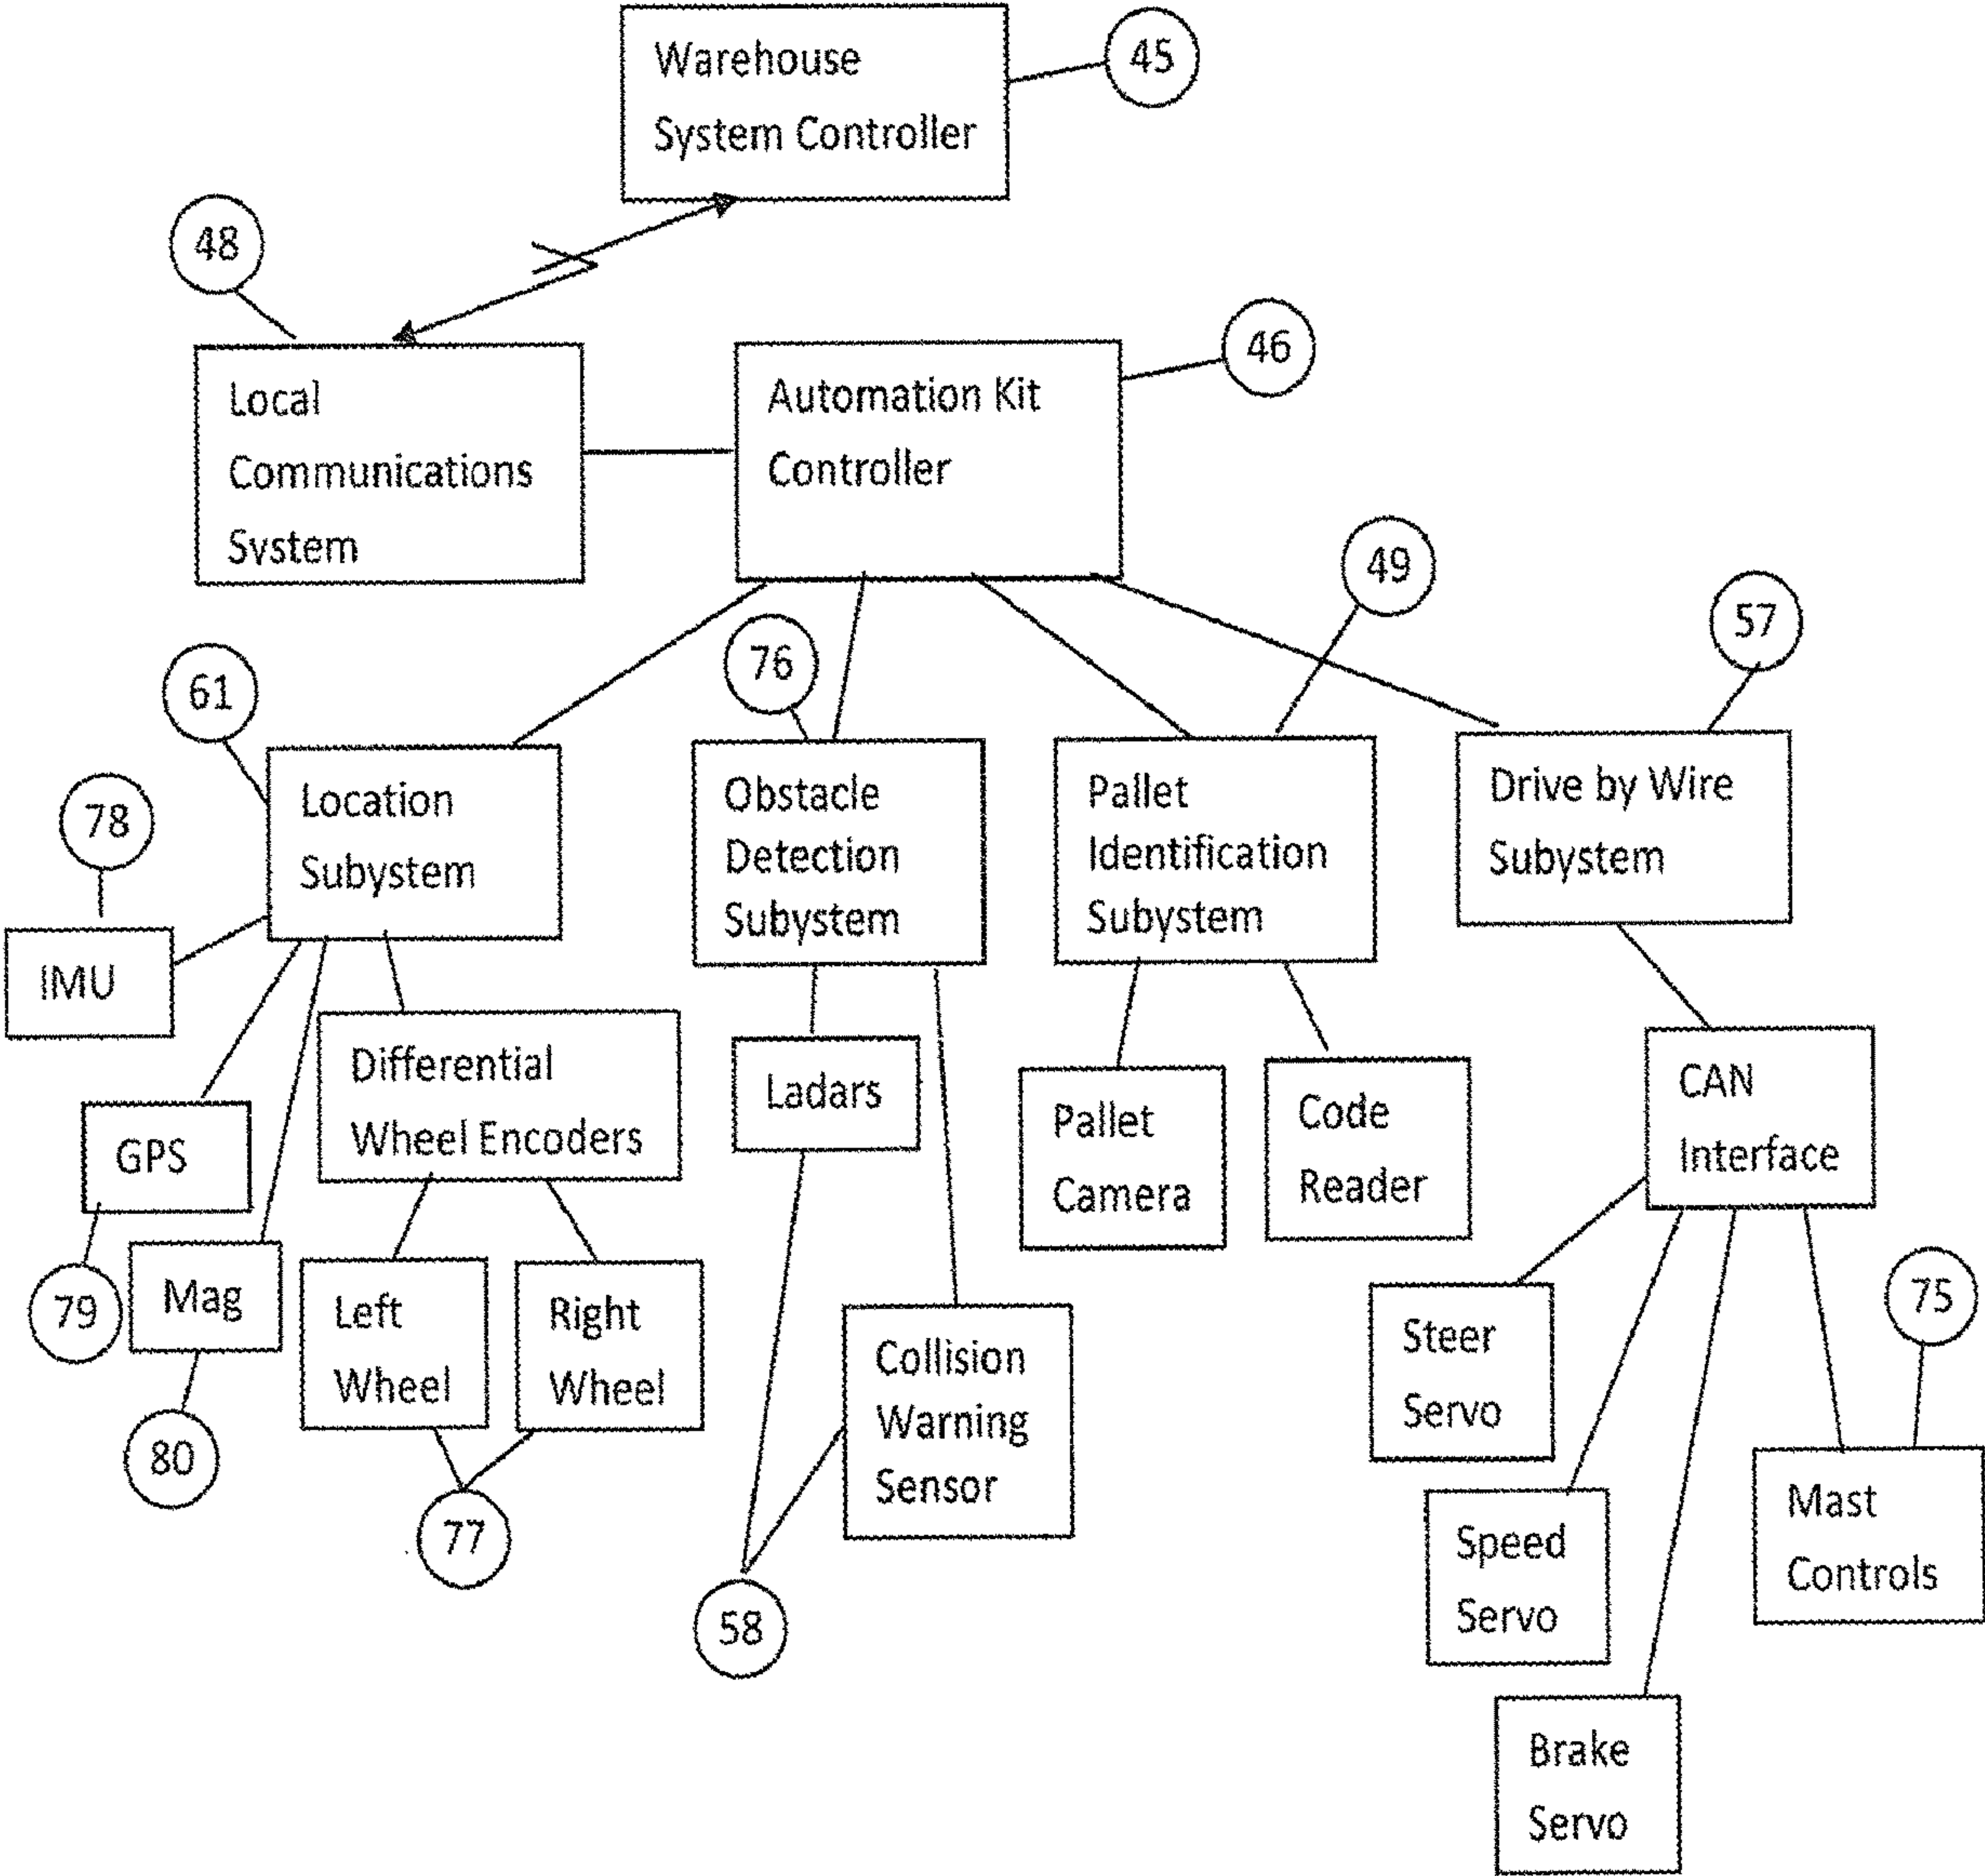 Warehouse
System Controller
45
48
Local
Communications
System
Automation Kit
Controller
46
49
57
76
61
78
Location
Subystem
Obstacle
Detection
Subystem
Pallet
Identification
Subystem
Drive by Wire
Subystem
IMU
GPS
79
Mag
80
Differential
Wheel Encoders
Left
Wheel
Right
Wheel
77
Ladars
58
Collision
Warning
Sensor
Pallet
Camera
Code
Reader
CAN
Interface
Steer
Servo
Speed
Servo
Brake
Servo
75
Mast
Controls